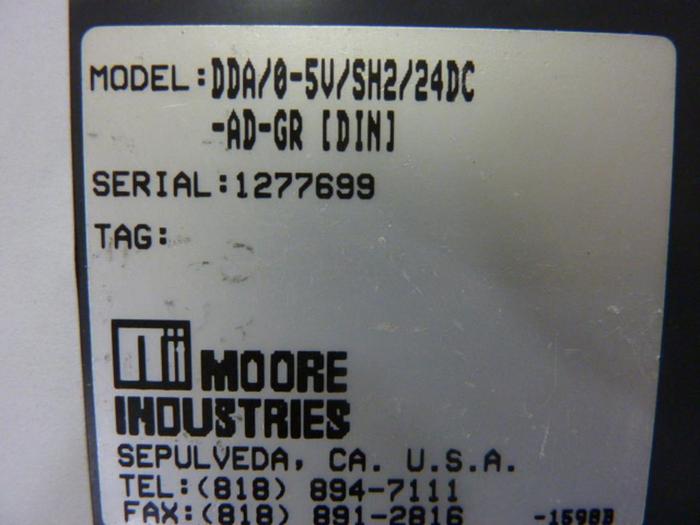 MODEL:DDA/0-5V/SH2/24DC
-AD-GR [DIN]
SERIAL:1277699
TAG:
MOORE
INDUSTRIES
SEPULVEDA, CA. U.S.A.
TEL:(818) 894-7111
FAX:(818) 891-2816 -1598B